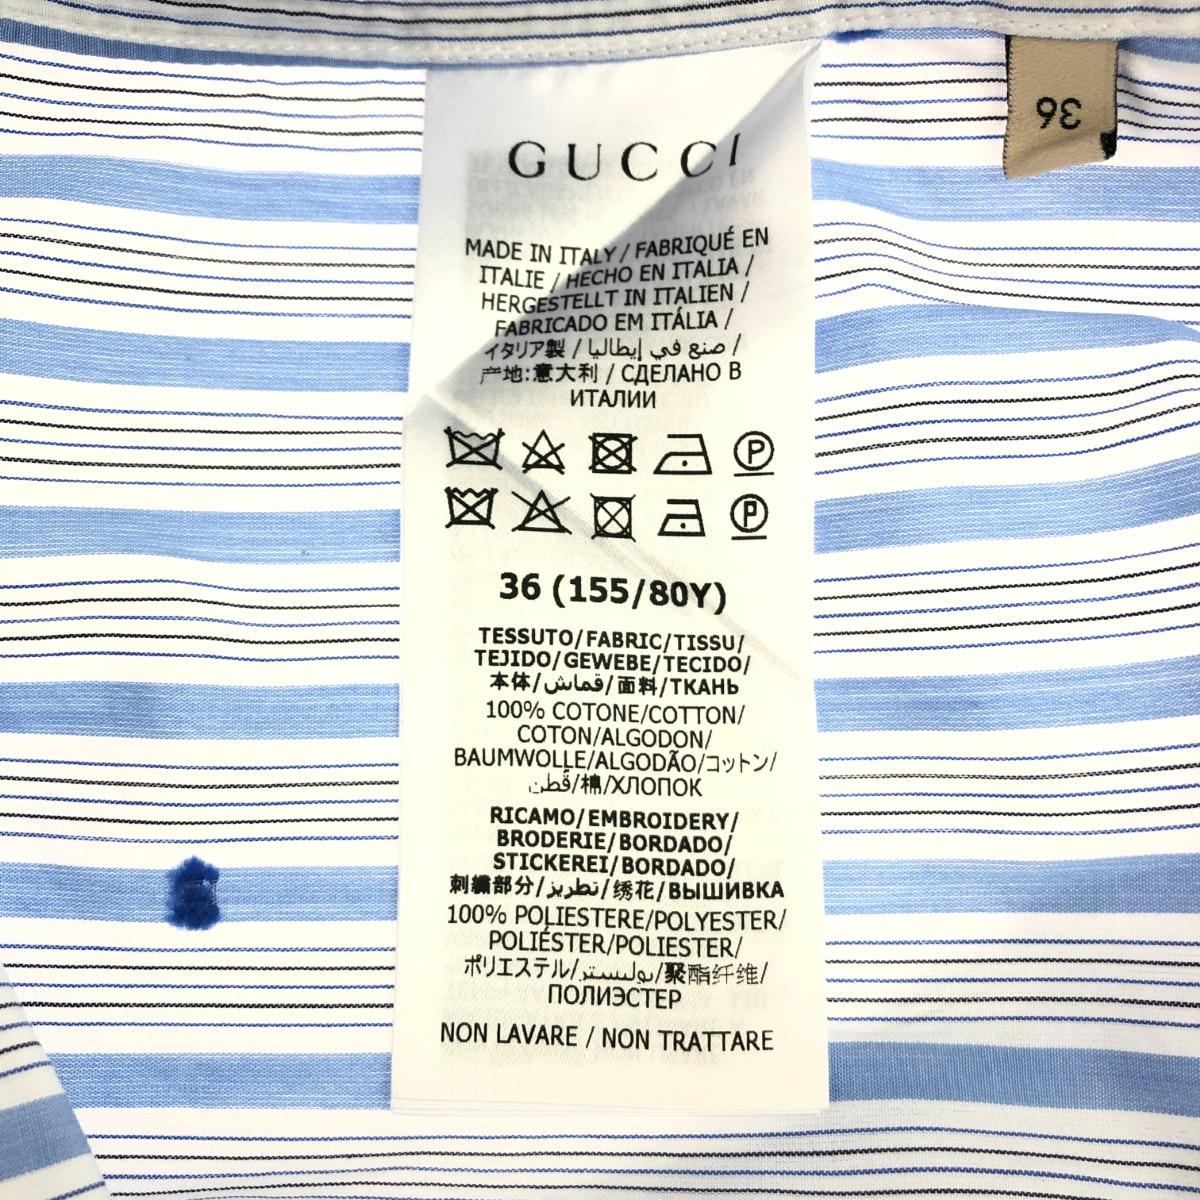 GUCCI
36
MADE IN ITALY / FABRIQUÉ EN
ITALIE / HECHO EN ITALIA /
HERGESTELLT IN ITALIEN /
FABRICADO EM ITÁLIA /
イタリア製 / صنع في إيطاليا /
产地:意大利 / СДЕЛАНО В
ИТАЛИИ
P
P
36 (155/80Y)
TESSUTO/FABRIC/TISSU/
TEJIDO/GEWEBE/TECIDO/
本体/قماش/面料/ТКАНЬ
100% COTONE/COTTON/
COTON/ALGODON/
BAUMWOLLE/ALGODÃO/コットン/
قُطن/棉/ХЛОПОК
RICAMO/EMBROIDERY/
BRODERIE/BORDADO/
STICKEREI/BORDADO/
刺繍部分/تطريز/绣花/ВЫШИВКА
100% POLIESTERE/POLYESTER/
POLIÉSTER/POLIESTER/
ポリエステル/بوليستر/聚酯纤维/
ПОЛИЭСТЕР
NON LAVARE / NON TRATTARE